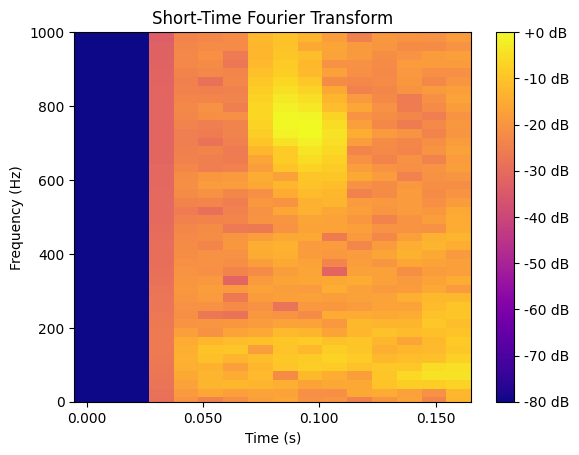 Short-Time Fourier Transform
1000
800
600
400
200
0
Frequency (Hz)
0.000
0.050
0.100
0.150
Time (s)
+0 dB
-10 dB
-20 dB
-30 dB
-40 dB
-50 dB
-60 dB
-70 dB
-80 dB